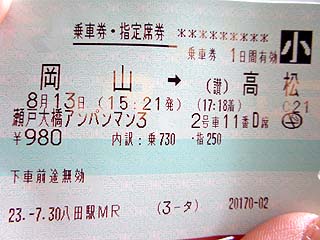 乗車券・指定席券 *********
小
乗車券 1日間有効
岡 山 → (讃) 高 松
8月13日 (15:21発) (17:18着) C21
瀬戸大橋アンパンマン3 2号車11番D席
¥980 内訳:乗730・指250
下車前途無効
23.-7.30八田駅MR (3-タ) 20170-02